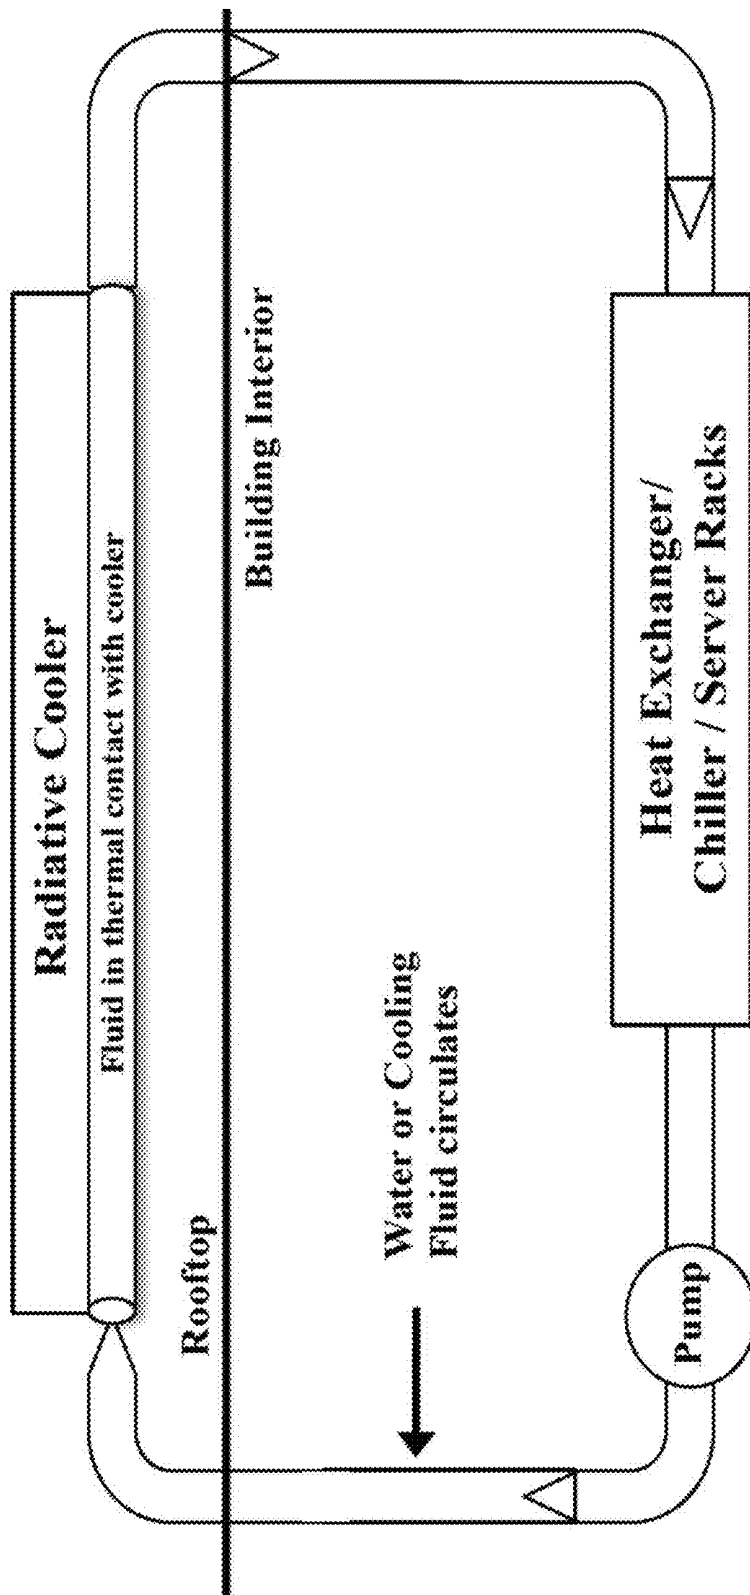 Radiative Cooler
Fluid in thermal contact with cooler
Rooftop
Building Interior
Water or Cooling
Fluid circulates
Pump
Heat Exchanger/
Chiller / Server Racks